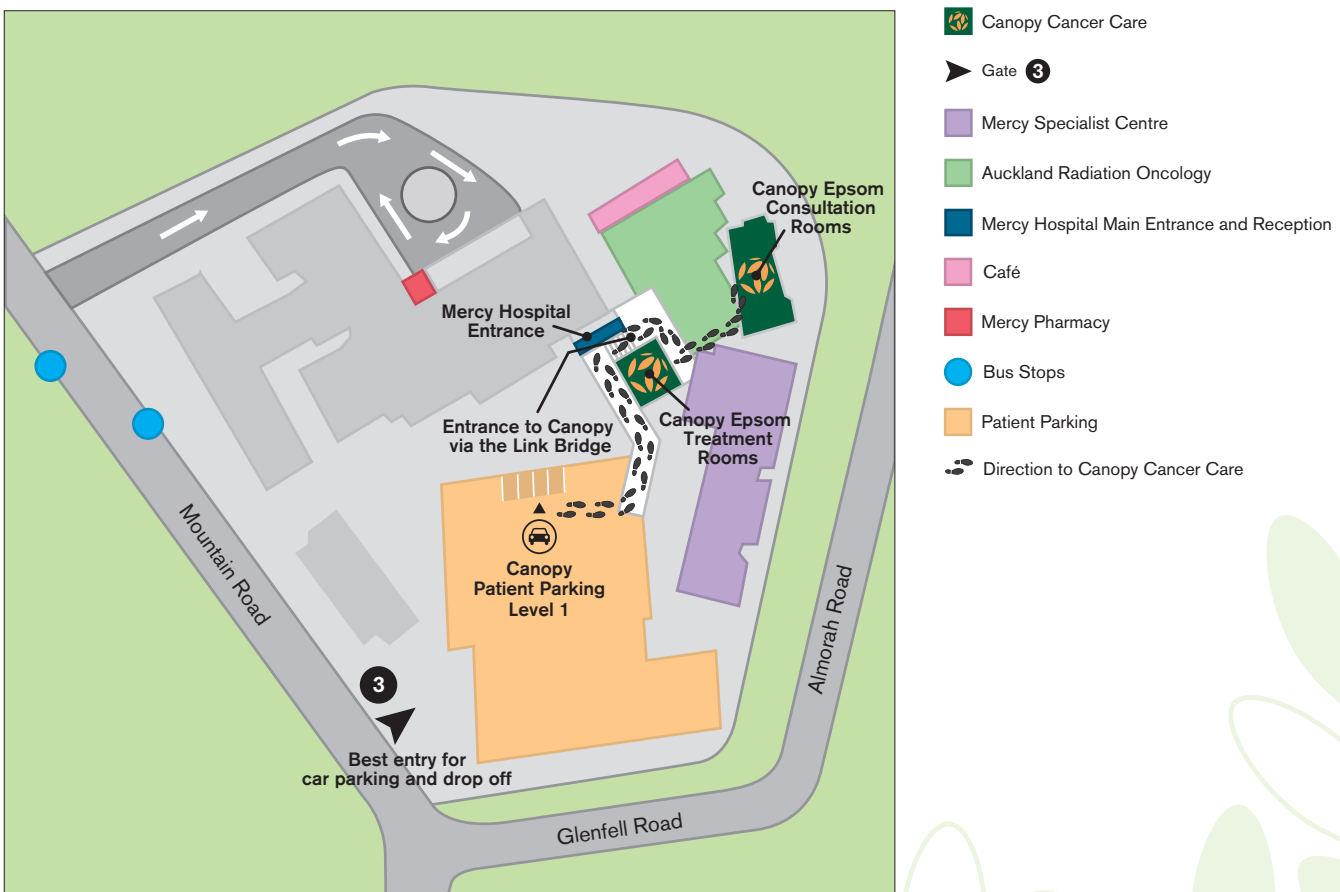 Canopy Epsom
Consultation
Rooms
Mercy Hospital
Entrance
Entrance to Canopy
via the Link Bridge
Canopy Epsom
Treatment
Rooms
Canopy
Patient Parking
Level 1
Mountain Road
Almorah Road
3
Best entry for
car parking and drop off
Glenfell Road
Canopy Cancer Care
Gate 3
Mercy Specialist Centre
Auckland Radiation Oncology
Mercy Hospital Main Entrance and Reception
Café
Mercy Pharmacy
Bus Stops
Patient Parking
Direction to Canopy Cancer Care